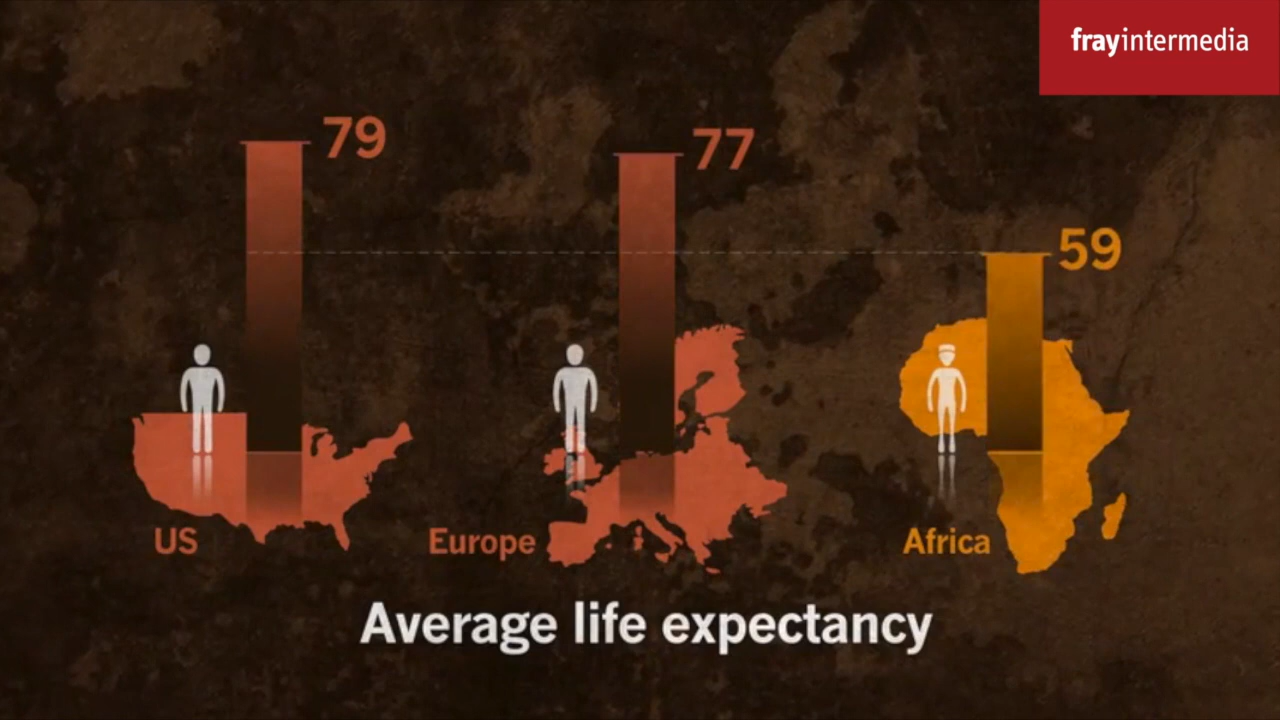 frayintermedia
79
77
59
US
Europe
Africa
Average life expectancy